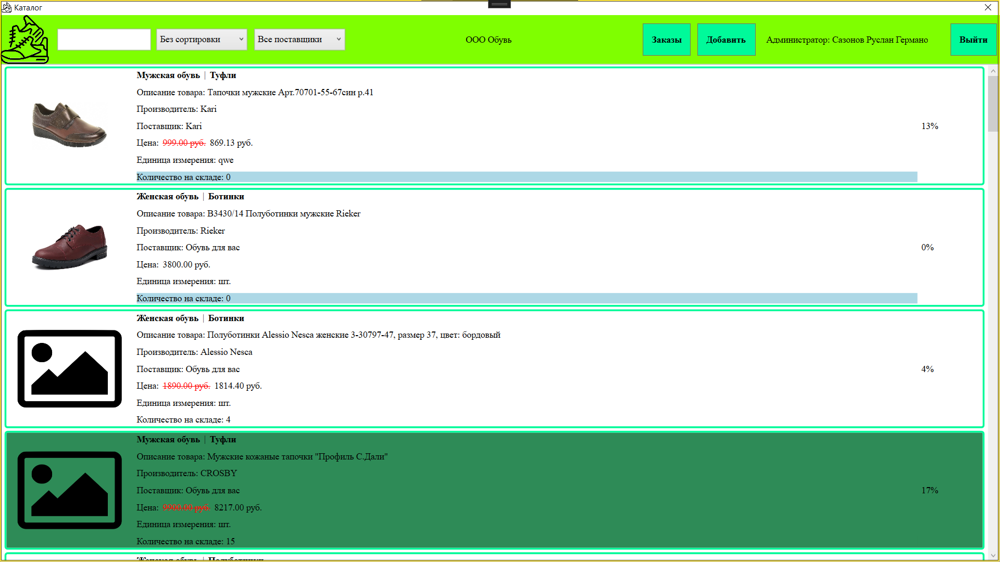 Каталог
Без сортировки
Все поставщики
ООО Обувь
Заказы
Добавить
Администратор: Сазонов Руслан Германо
Выйти
Мужская обувь | Туфли
Описание товара: Тапочки мужские Арт.70701-55-67син р.41
Производитель: Kari
Поставщик: Kari
Цена: 999.00 руб. 869.13 руб.
Единица измерения: qwe
Количество на складе: 0
13%
Женская обувь | Ботинки
Описание товара: B3430/14 Полуботинки мужские Rieker
Производитель: Rieker
Поставщик: Обувь для вас
Цена: 3800.00 руб.
Единица измерения: шт.
Количество на складе: 0
0%
Женская обувь | Ботинки
Описание товара: Полуботинки Alessio Nesca женские 3-30797-47, размер 37, цвет: бордовый
Производитель: Alessio Nesca
Поставщик: Обувь для вас
Цена: 1890.00 руб. 1814.40 руб.
Единица измерения: шт.
Количество на складе: 4
4%
Мужская обувь | Туфли
Описание товара: Мужские кожаные тапочки "Профиль С.Дали"
Производитель: CROSBY
Поставщик: Обувь для вас
Цена: 9900.00 руб. 8217.00 руб.
Единица измерения: шт.
Количество на складе: 15
17%
Женская обувь | Полуботинки